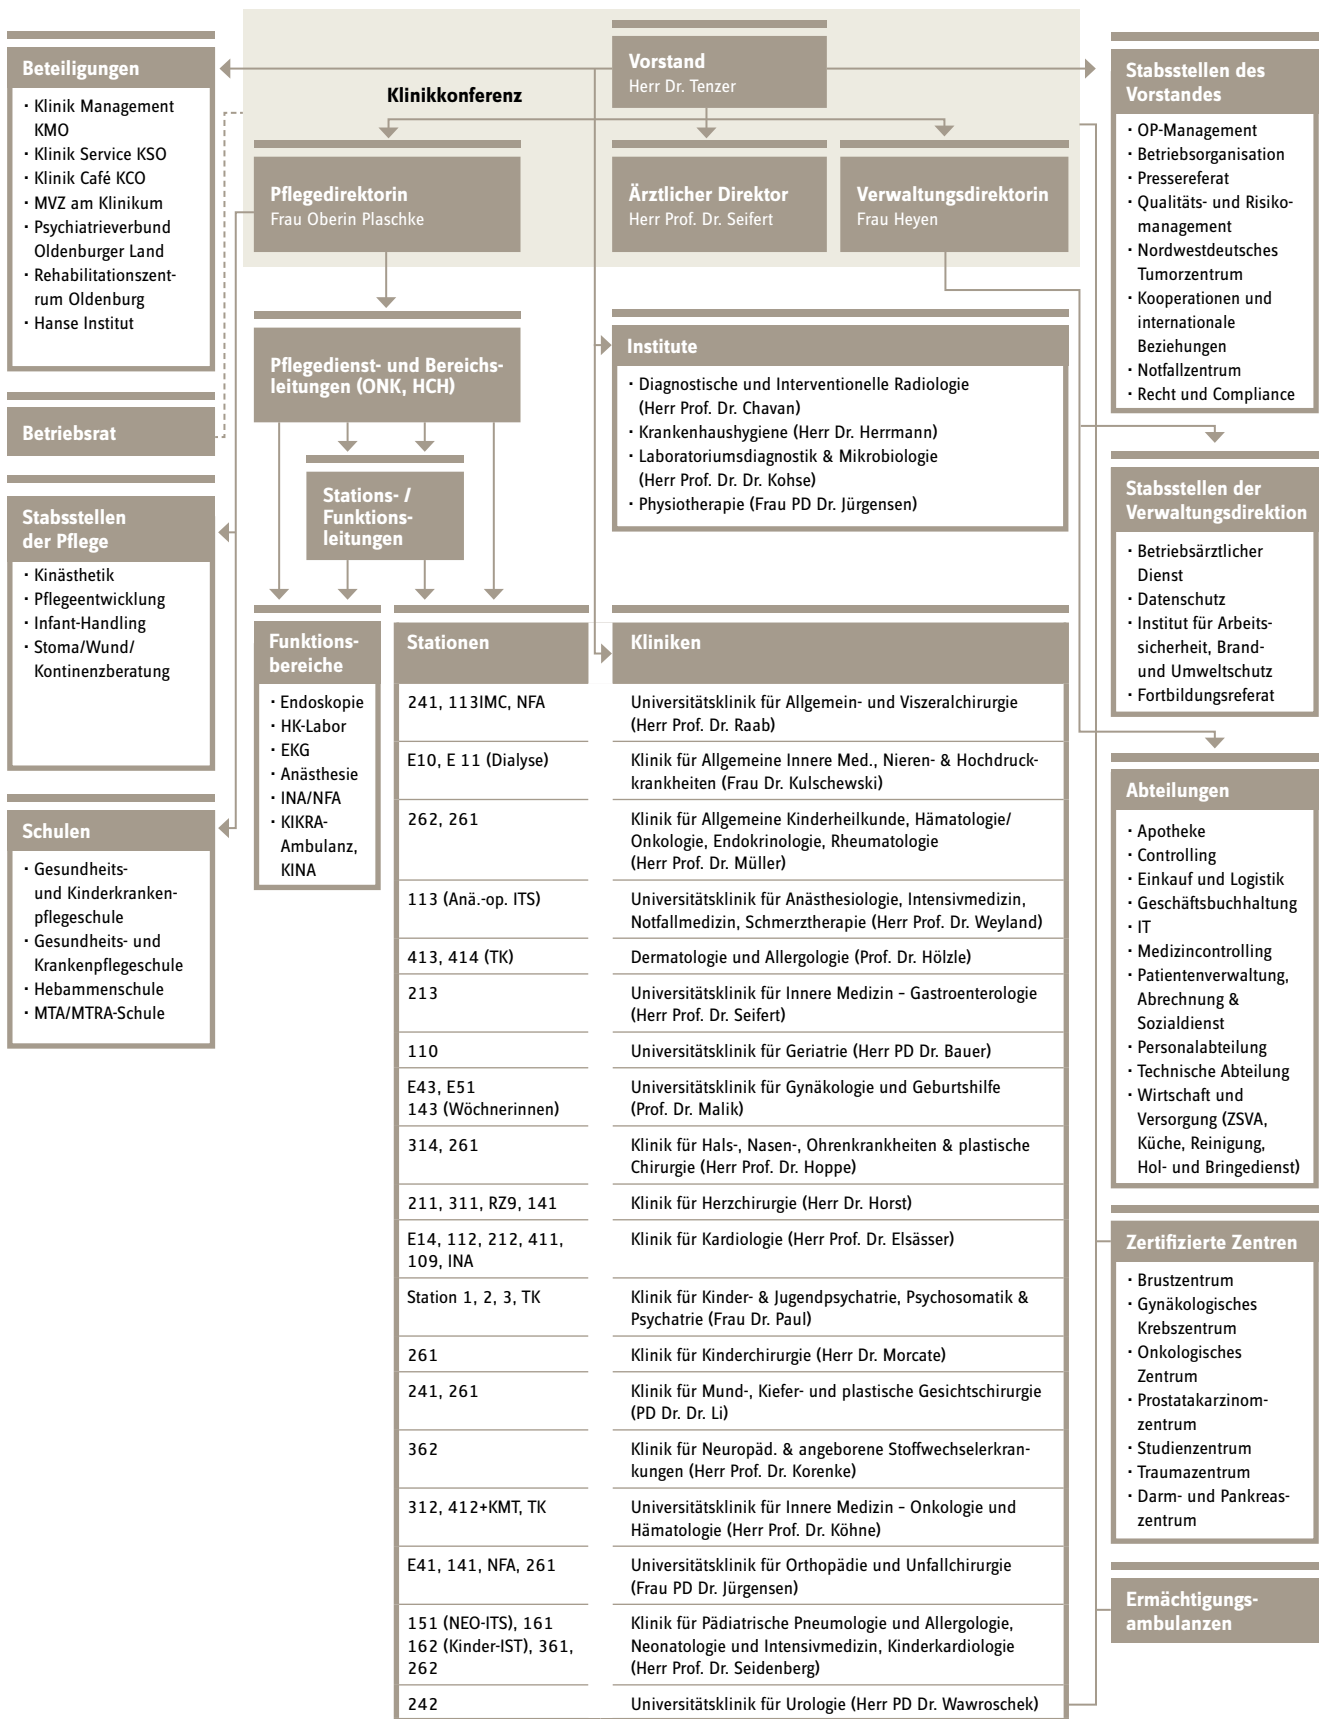 Beteiligungen
· Klinik Management
KMO
· Klinik Service KSO
· Klinik Café KCO
· MVZ am Klinikum
· Psychiatrieverbund
Oldenburger Land
· Rehabilitationszent-
rum Oldenburg
· Hanse Institut
Betriebsrat
Stabsstellen
der Pflege
· Kinästhetik
· Pflegeentwicklung
· Infant-Handling
· Stoma/Wund/
Kontinenzberatung
Schulen
· Gesundheits-
und Kinderkranken-
pflegeschule
· Gesundheits- und
Krankenpflegeschule
· Hebammenschule
· MTA/MTRA-Schule
Klinikkonferenz
Vorstand
Herr Dr. Tenzer
Pflegedirektorin
Frau Oberin Plaschke
Ärztlicher Direktor
Herr Prof. Dr. Seifert
Verwaltungsdirektorin
Frau Heyen
Pflegedienst- und Bereichs-
leitungen (ONK, HCH)
Stations- /
Funktions-
leitungen
Institute
· Diagnostische und Interventionelle Radiologie
(Herr Prof. Dr. Chavan)
· Krankenhaushygiene (Herr Dr. Herrmann)
· Laboratoriumsdiagnostik & Mikrobiologie
(Herr Prof. Dr. Dr. Kohse)
· Physiotherapie (Frau PD Dr. Jürgensen)
Funktions-
bereiche
· Endoskopie
· HK-Labor
· EKG
· Anästhesie
· INA/NFA
· KIKRA-
Ambulanz,
KINA
Stationen
Kliniken
241, 113IMC, NFA
Universitätsklinik für Allgemein- und Viszeralchirurgie
(Herr Prof. Dr. Raab)
E10, E 11 (Dialyse)
Klinik für Allgemeine Innere Med., Nieren- & Hochdruck-
krankheiten (Frau Dr. Kulschewski)
262, 261
Klinik für Allgemeine Kinderheilkunde, Hämatologie/
Onkologie, Endokrinologie, Rheumatologie
(Herr Prof. Dr. Müller)
113 (Anä.-op. ITS)
Universitätsklinik für Anästhesiologie, Intensivmedizin,
Notfallmedizin, Schmerztherapie (Herr Prof. Dr. Weyland)
413, 414 (TK)
Dermatologie und Allergologie (Prof. Dr. Hölzle)
213
Universitätsklinik für Innere Medizin – Gastroenterologie
(Herr Prof. Dr. Seifert)
110
Universitätsklinik für Geriatrie (Herr PD Dr. Bauer)
E43, E51
143 (Wöchnerinnen)
Universitätsklinik für Gynäkologie und Geburtshilfe
(Prof. Dr. Malik)
314, 261
Klinik für Hals-, Nasen-, Ohrenkrankheiten & plastische
Chirurgie (Herr Prof. Dr. Hoppe)
211, 311, RZ9, 141
Klinik für Herzchirurgie (Herr Dr. Horst)
E14, 112, 212, 411,
109, INA
Klinik für Kardiologie (Herr Prof. Dr. Elsässer)
Station 1, 2, 3, TK
Klinik für Kinder- & Jugendpsychatrie, Psychosomatik &
Psychatrie (Frau Dr. Paul)
261
Klinik für Kinderchirurgie (Herr Dr. Morcate)
241, 261
Klinik für Mund-, Kiefer- und plastische Gesichtschirurgie
(PD Dr. Dr. Li)
362
Klinik für Neuropäd. & angeborene Stoffwechselerkran-
kungen (Herr Prof. Dr. Korenke)
312, 412+KMT, TK
Universitätsklinik für Innere Medizin – Onkologie und
Hämatologie (Herr Prof. Dr. Köhne)
E41, 141, NFA, 261
Universitätsklinik für Orthopädie und Unfallchirurgie
(Frau PD Dr. Jürgensen)
151 (NEO-ITS), 161
162 (Kinder-IST), 361,
262
Klinik für Pädiatrische Pneumologie und Allergologie,
Neonatologie und Intensivmedizin, Kinderkardiologie
(Herr Prof. Dr. Seidenberg)
242
Universitätsklinik für Urologie (Herr PD Dr. Wawroschek)
Stabsstellen des
Vorstandes
· OP-Management
· Betriebsorganisation
· Pressereferat
· Qualitäts- und Risiko-
management
· Nordwestdeutsches
Tumorzentrum
· Kooperationen und
internationale
Beziehungen
· Notfallzentrum
· Recht und Compliance
Stabsstellen der
Verwaltungsdirektion
· Betriebsärztlicher
Dienst
· Datenschutz
· Institut für Arbeits-
sicherheit, Brand-
und Umweltschutz
· Fortbildungsreferat
Abteilungen
· Apotheke
· Controlling
· Einkauf und Logistik
· Geschäftsbuchhaltung
· IT
· Medizincontrolling
· Patientenverwaltung,
Abrechnung &
Sozialdienst
· Personalabteilung
· Technische Abteilung
· Wirtschaft und
Versorgung (ZSVA,
Küche, Reinigung,
Hol- und Bringedienst)
Zertifizierte Zentren
· Brustzentrum
· Gynäkologisches
Krebszentrum
· Onkologisches
Zentrum
· Prostatakarzinom-
zentrum
· Studienzentrum
· Traumazentrum
· Darm- und Pankreas-
zentrum
Ermächtigungs-
ambulanzen